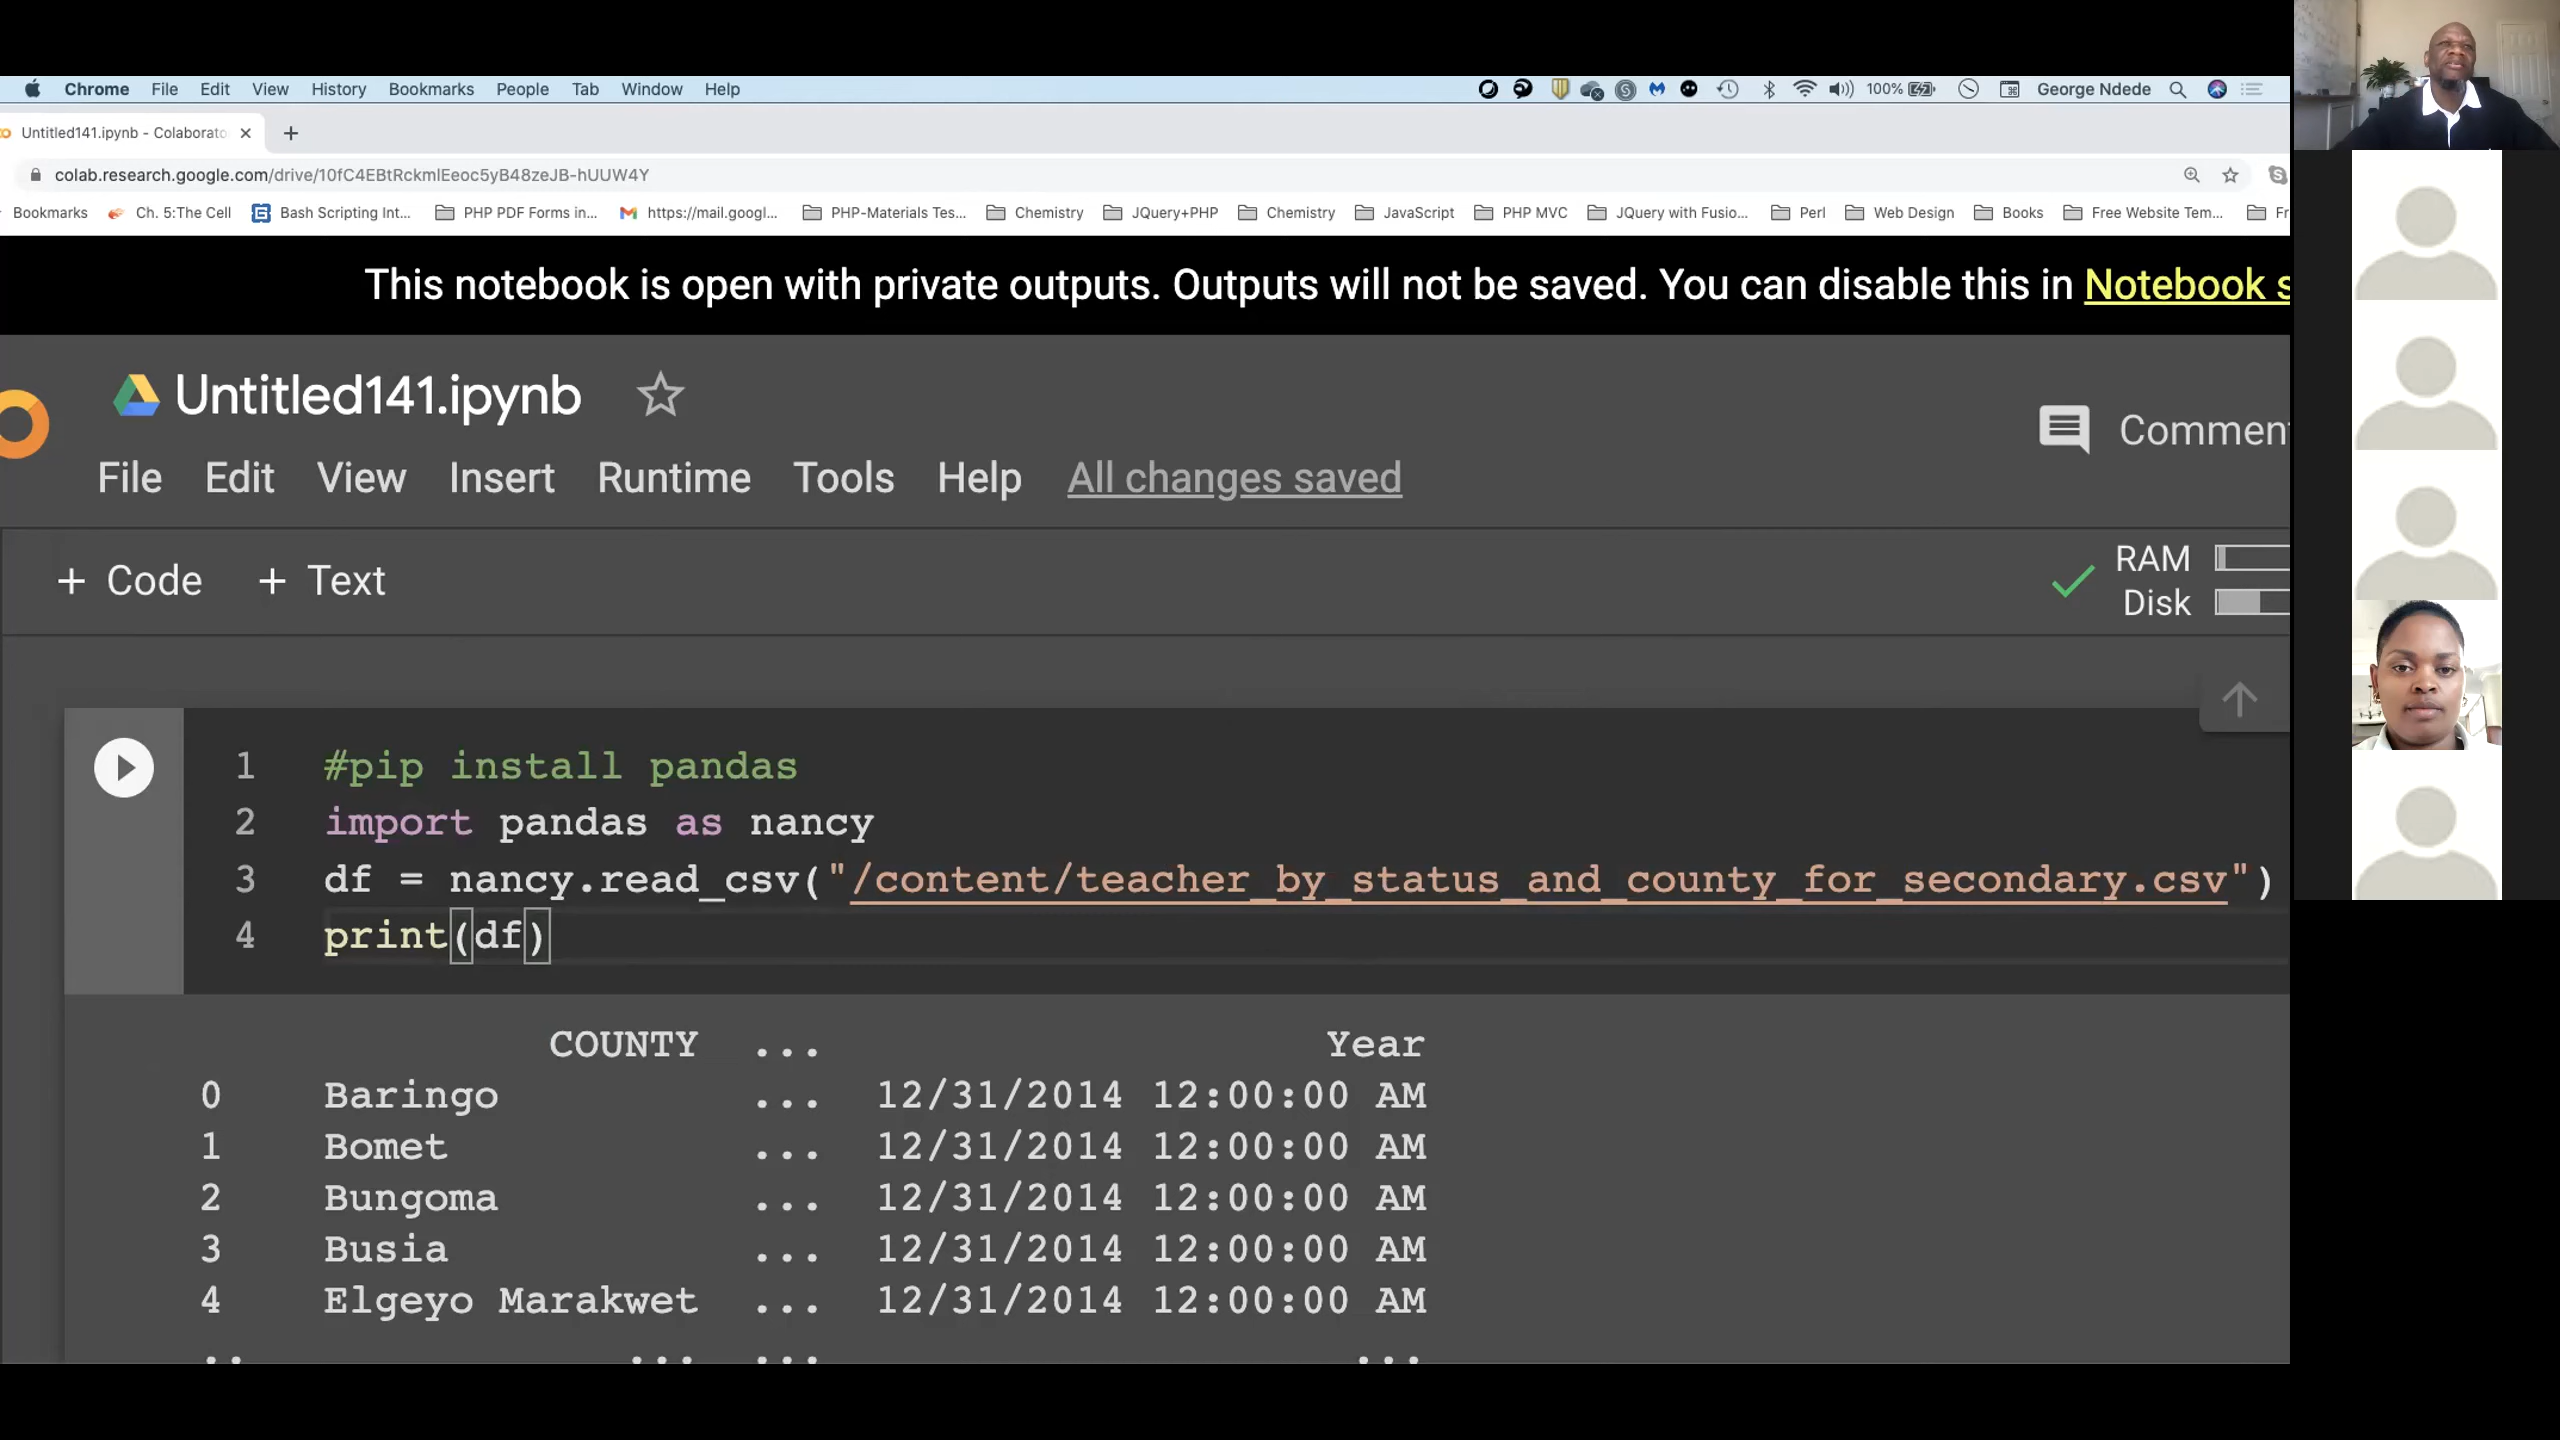 Chrome File Edit View History Bookmarks People Tab Window Help 100% George Ndede
Untitled141.ipynb - Colaborato
colab.research.google.com/drive/10fC4EBtRckmlEeoc5yB48zeJB-hUUW4Y
Bookmarks Ch. 5:The Cell Bash Scripting Int... PHP PDF Forms in... https://mail.googl... PHP-Materials Tes... Chemistry JQuery+PHP Chemistry JavaScript PHP MVC JQuery with Fusio... Perl Web Design Books Free Website Tem... Fr
This notebook is open with private outputs. Outputs will not be saved. You can disable this in Notebook s
Untitled141.ipynb
Commen
File Edit View Insert Runtime Tools Help All changes saved
+ Code + Text
RAM
Disk
1 #pip install pandas
2 import pandas as nancy
3 df = nancy.read_csv("/content/teacher_by_status_and_county_for_secondary.csv")
4 print(df)
COUNTY ... Year
0 Baringo ... 12/31/2014 12:00:00 AM
1 Bomet ... 12/31/2014 12:00:00 AM
2 Bungoma ... 12/31/2014 12:00:00 AM
3 Busia ... 12/31/2014 12:00:00 AM
4 Elgeyo Marakwet ... 12/31/2014 12:00:00 AM
.. ... ... ...